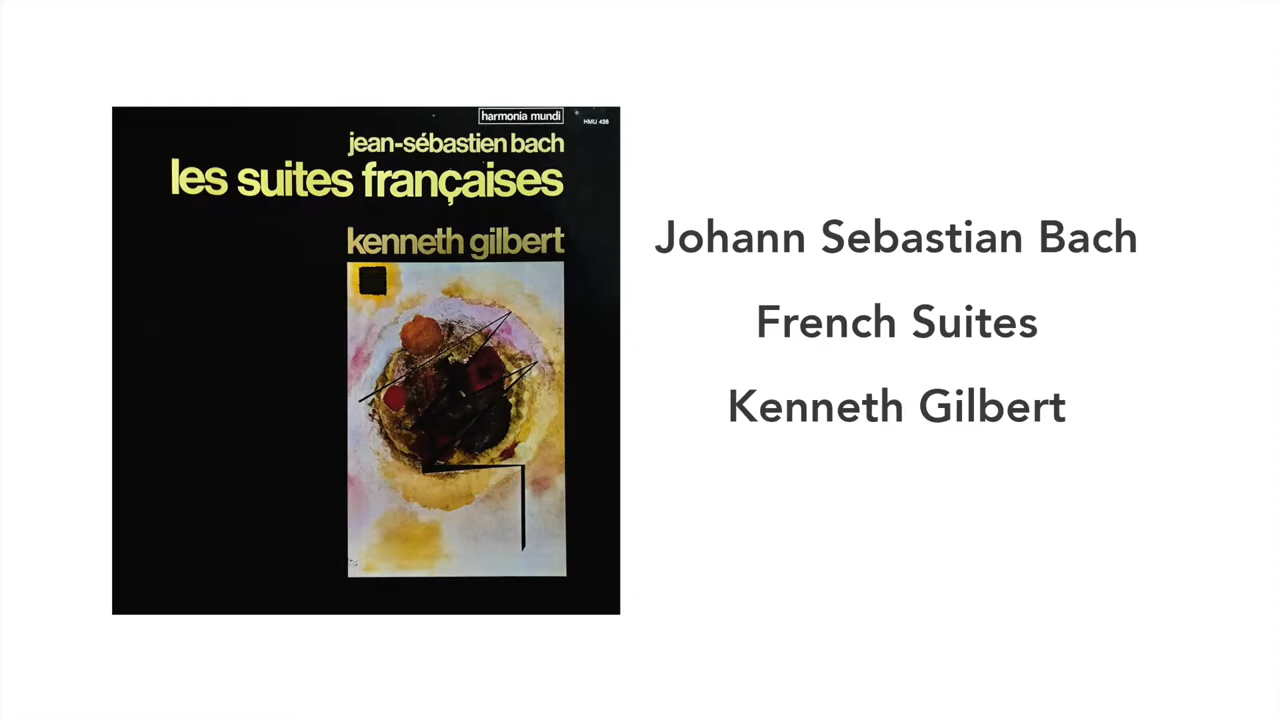 harmonia mundi
HMU 438
jean-sébastien bach
les suites françaises
kenneth gilbert
Johann Sebastian Bach
French Suites
Kenneth Gilbert